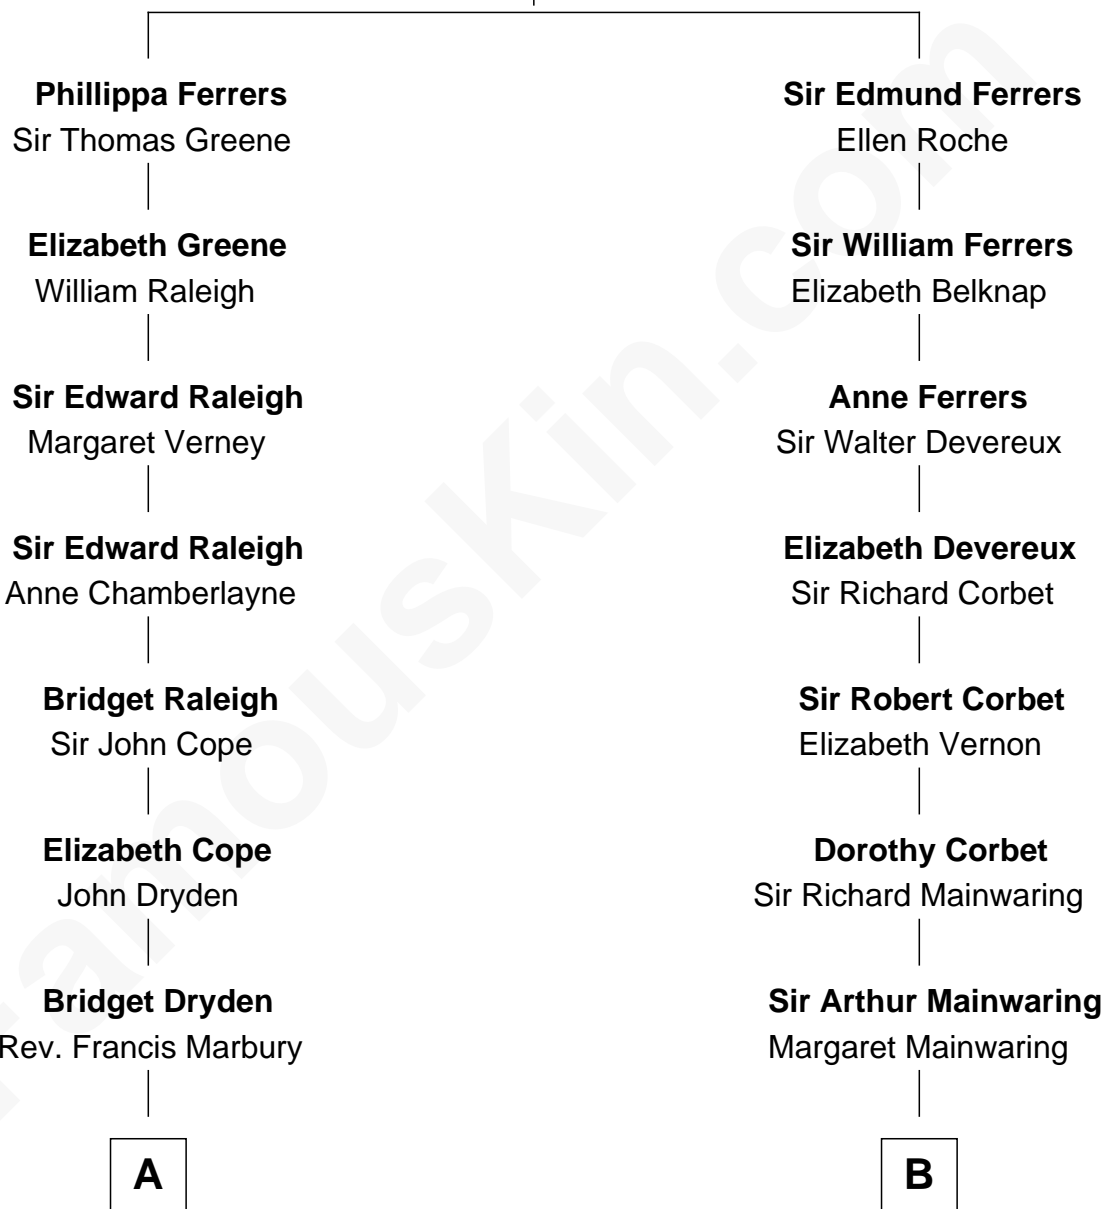 Phillippa Ferrers
Sir Thomas Greene
Elizabeth Greene
William Raleigh
Sir Edward Raleigh
Margaret Verney
Sir Edward Raleigh
Anne Chamberlayne
Bridget Raleigh
Sir John Cope
Elizabeth Cope
John Dryden
Bridget Dryden
Rev. Francis Marbury
A
Sir Edmund Ferrers
Ellen Roche
Sir William Ferrers
Elizabeth Belknap
Anne Ferrers
Sir Walter Devereux
Elizabeth Devereux
Sir Richard Corbet
Sir Robert Corbet
Elizabeth Vernon
Dorothy Corbet
Sir Richard Mainwaring
Sir Arthur Mainwaring
Margaret Mainwaring
B
FamousKin.com